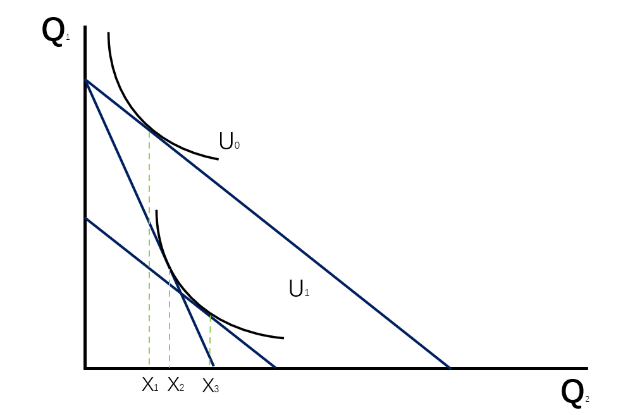 Q₁
U₀
U₁
X₁ X₂ X₃
Q₂